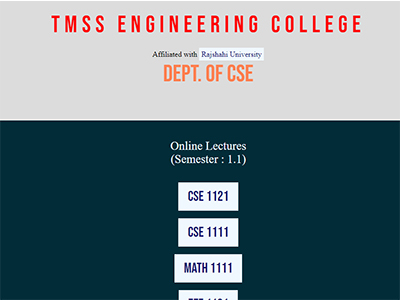 TMSS ENGINEERING COLLEGE
Affiliated with Rajshahi University
DEPT. OF CSE
Online Lectures
(Semester : 1.1)
CSE 1121
CSE 1111
MATH 1111